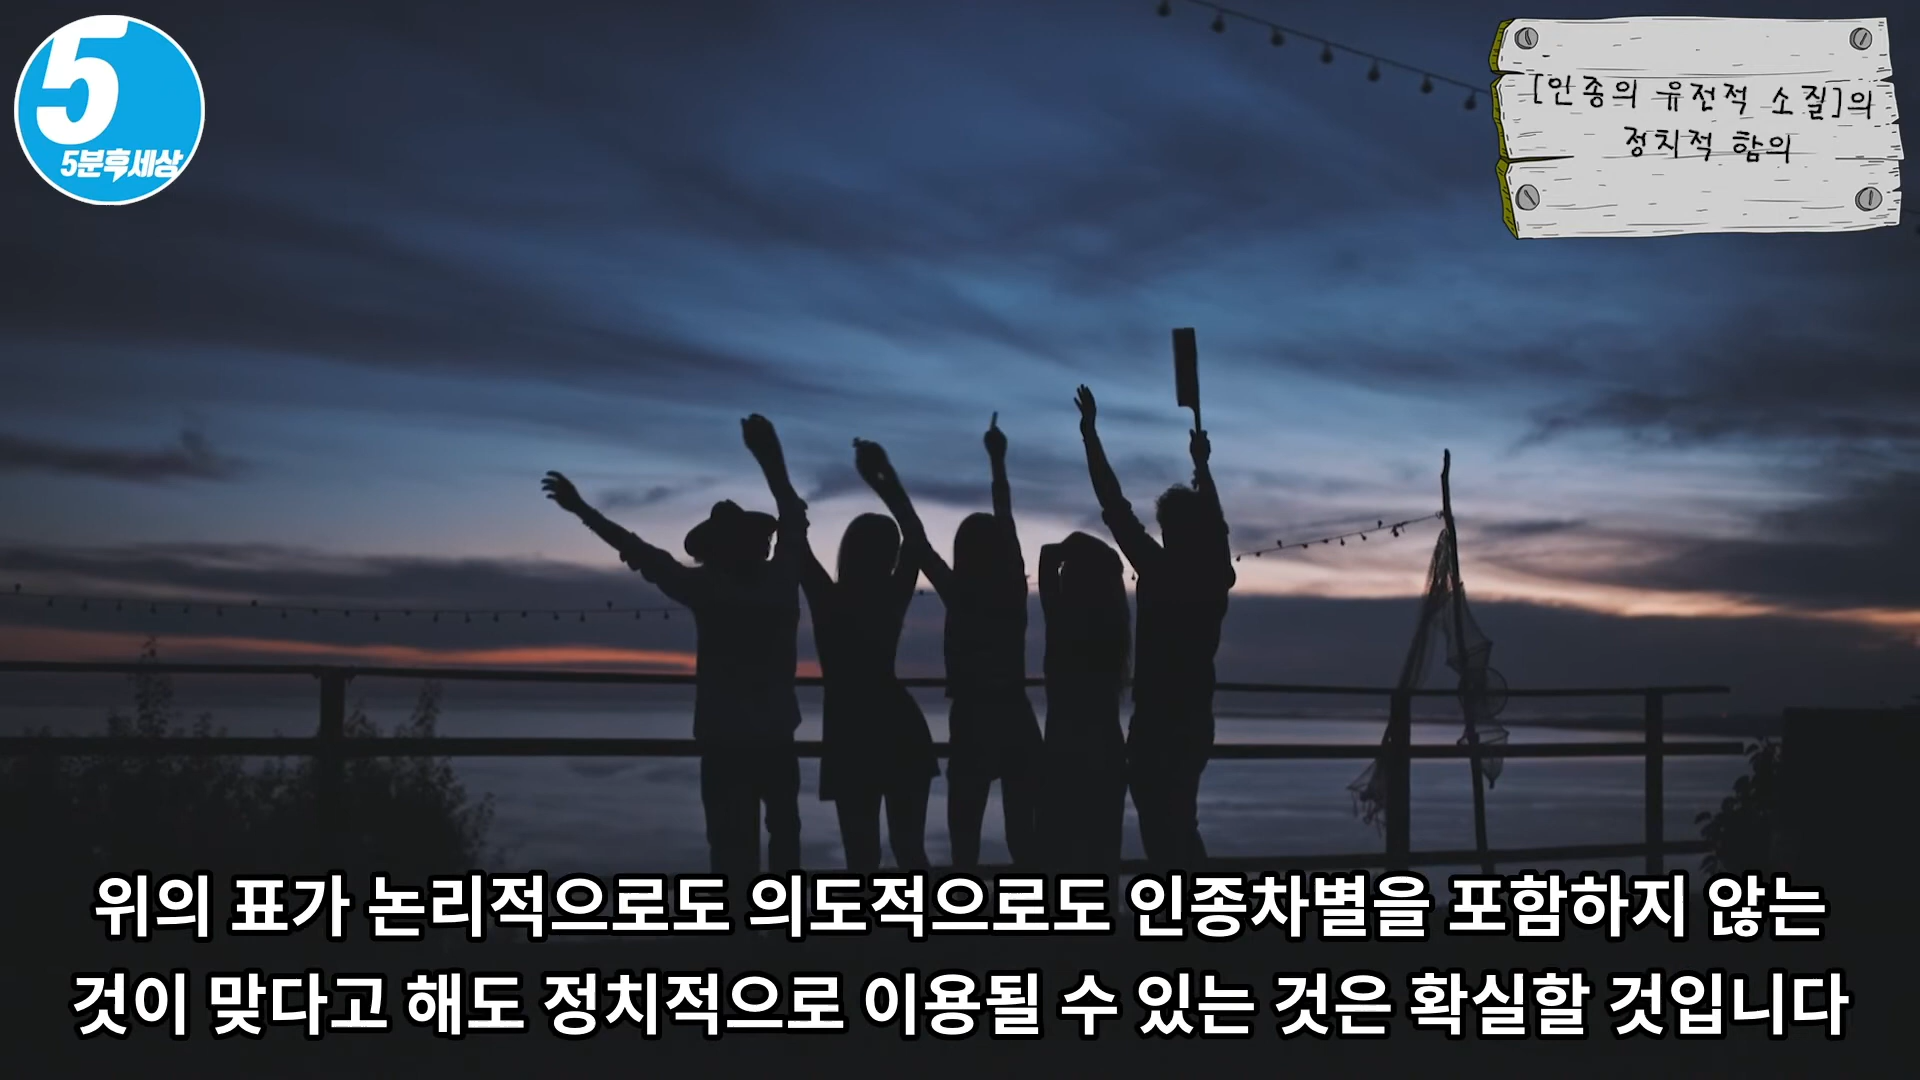 5
5분후세상
[인종의 유전적 소질]의
정치적 함의
위의 표가 논리적으로도 의도적으로도 인종차별을 포함하지 않는
것이 맞다고 해도 정치적으로 이용될 수 있는 것은 확실할 것입니다